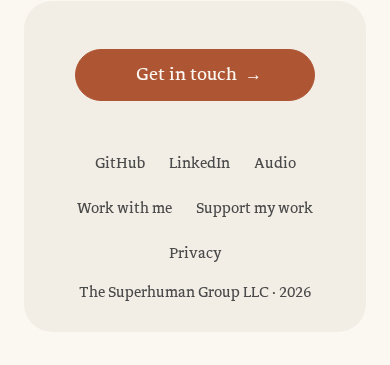 Get in touch →
GitHub LinkedIn Audio
Work with me Support my work
Privacy
The Superhuman Group LLC · 2026